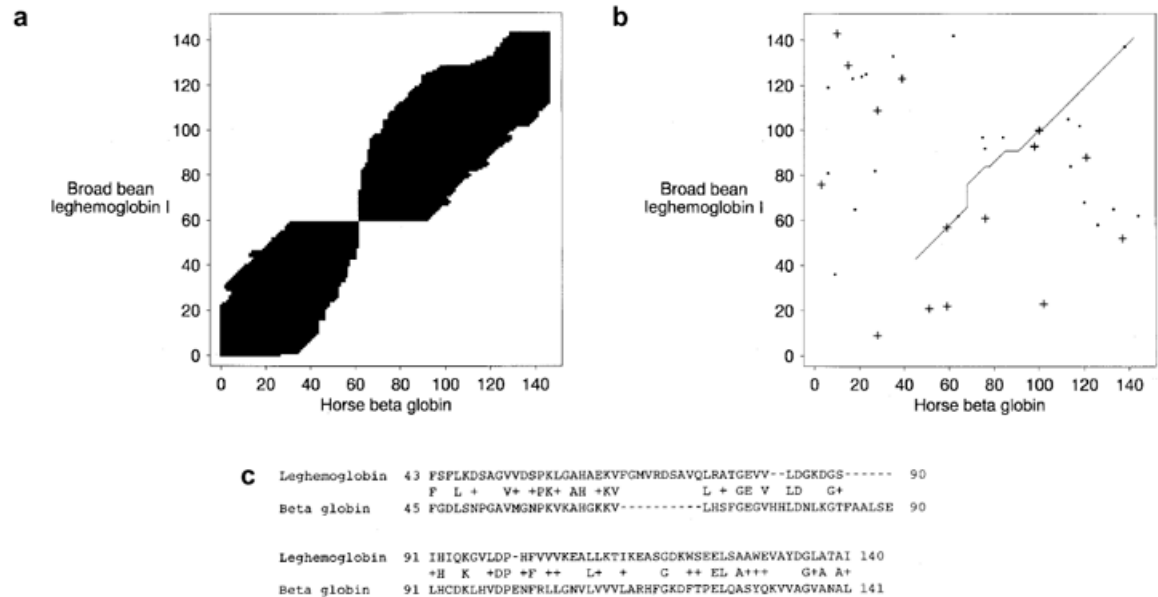 a
140
120
100
80
60
40
20
0
Broad bean
leghemoglobin I
0 20 40 60 80 100 120 140
Horse beta globin
b
140
120
100
80
60
40
20
0
Broad bean
leghemoglobin I
0 20 40 60 80 100 120 140
Horse beta globin
c
Leghemoglobin 43 FSFLKDSAGVVDSPKLGAHAEKVFGMVRDSAVQLRATGEVV--LDGKDGS------ 90
F L + V+ +PK+ AH +KV L + GE V LD G+
Beta globin 45 FGDLSNPGAVMGNPKVKAHGKKV----------LHSFGEGVHHLDNLKGTFAALSE 90
Leghemoglobin 91 IHIQKGVLDP-HFVVVKEALLKTIKEASGDKWSEELSAAWEVAYDGLATAI 140
+H K +DP +F ++ L+ + G ++ EL A+++ G+A A+
Beta globin 91 LHCDKLHVDPENFRLLGNVLVVVLARHFGKDFTPELQASYQKVVAGVANAL 141